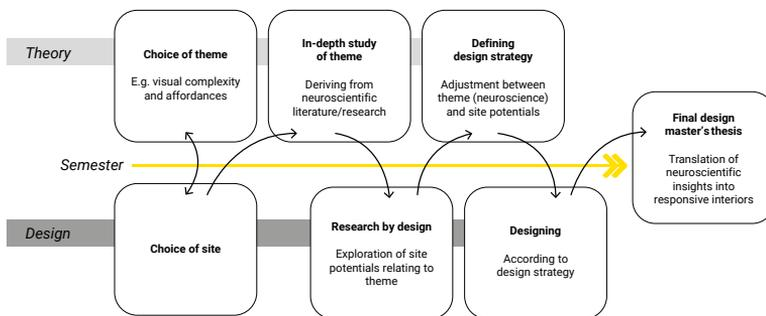 Theory
Choice of theme
E.g. visual complexity
and affordances
In-depth study
of theme
Deriving from
neuroscientific
literature/research
Defining
design strategy
Adjustment between
theme (neuroscience)
and site potentials
Final design
master's thesis
Translation of
neuroscientific
insights into
responsive interiors
Semester
Design
Choice of site
Research by design
Exploration of site
potentials relating to
theme
Designing
According to
design strategy